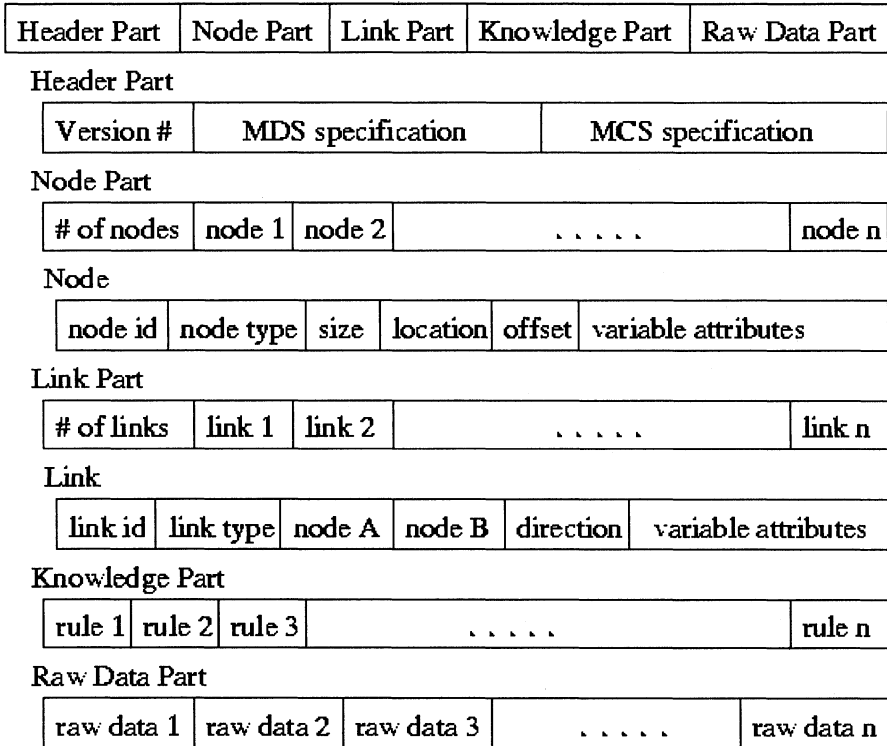 Header Part Node Part Link Part Knowledge Part Raw Data Part
Header Part
Version # MDS specification MCS specification
Node Part
# of nodes node 1 node 2 . . . . . node n
Node
node id node type size location offset variable attributes
Link Part
# of links link 1 link 2 . . . . . link n
Link
link id link type node A node B direction variable attributes
Knowledge Part
rule 1 rule 2 rule 3 . . . . . rule n
Raw Data Part
raw data 1 raw data 2 raw data 3 . . . . . raw data n